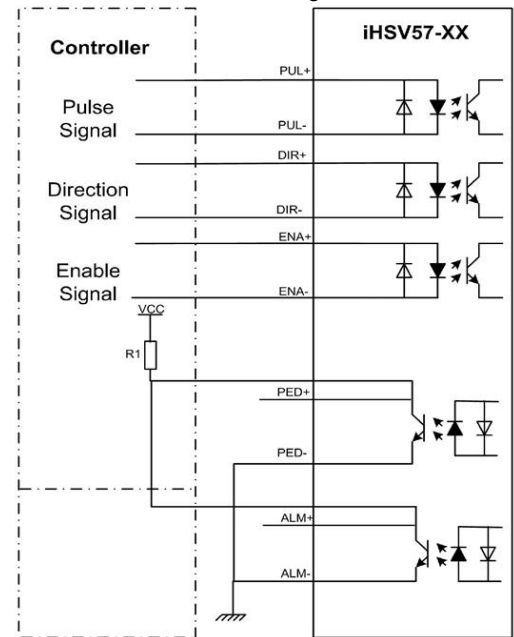 Controller
iHSV57-XX
PUL+
Pulse
Signal
PUL-
DIR+
Direction
Signal
DIR-
ENA+
Enable
Signal
ENA-
VCC
R1
PED+
PED-
ALM+
ALM-